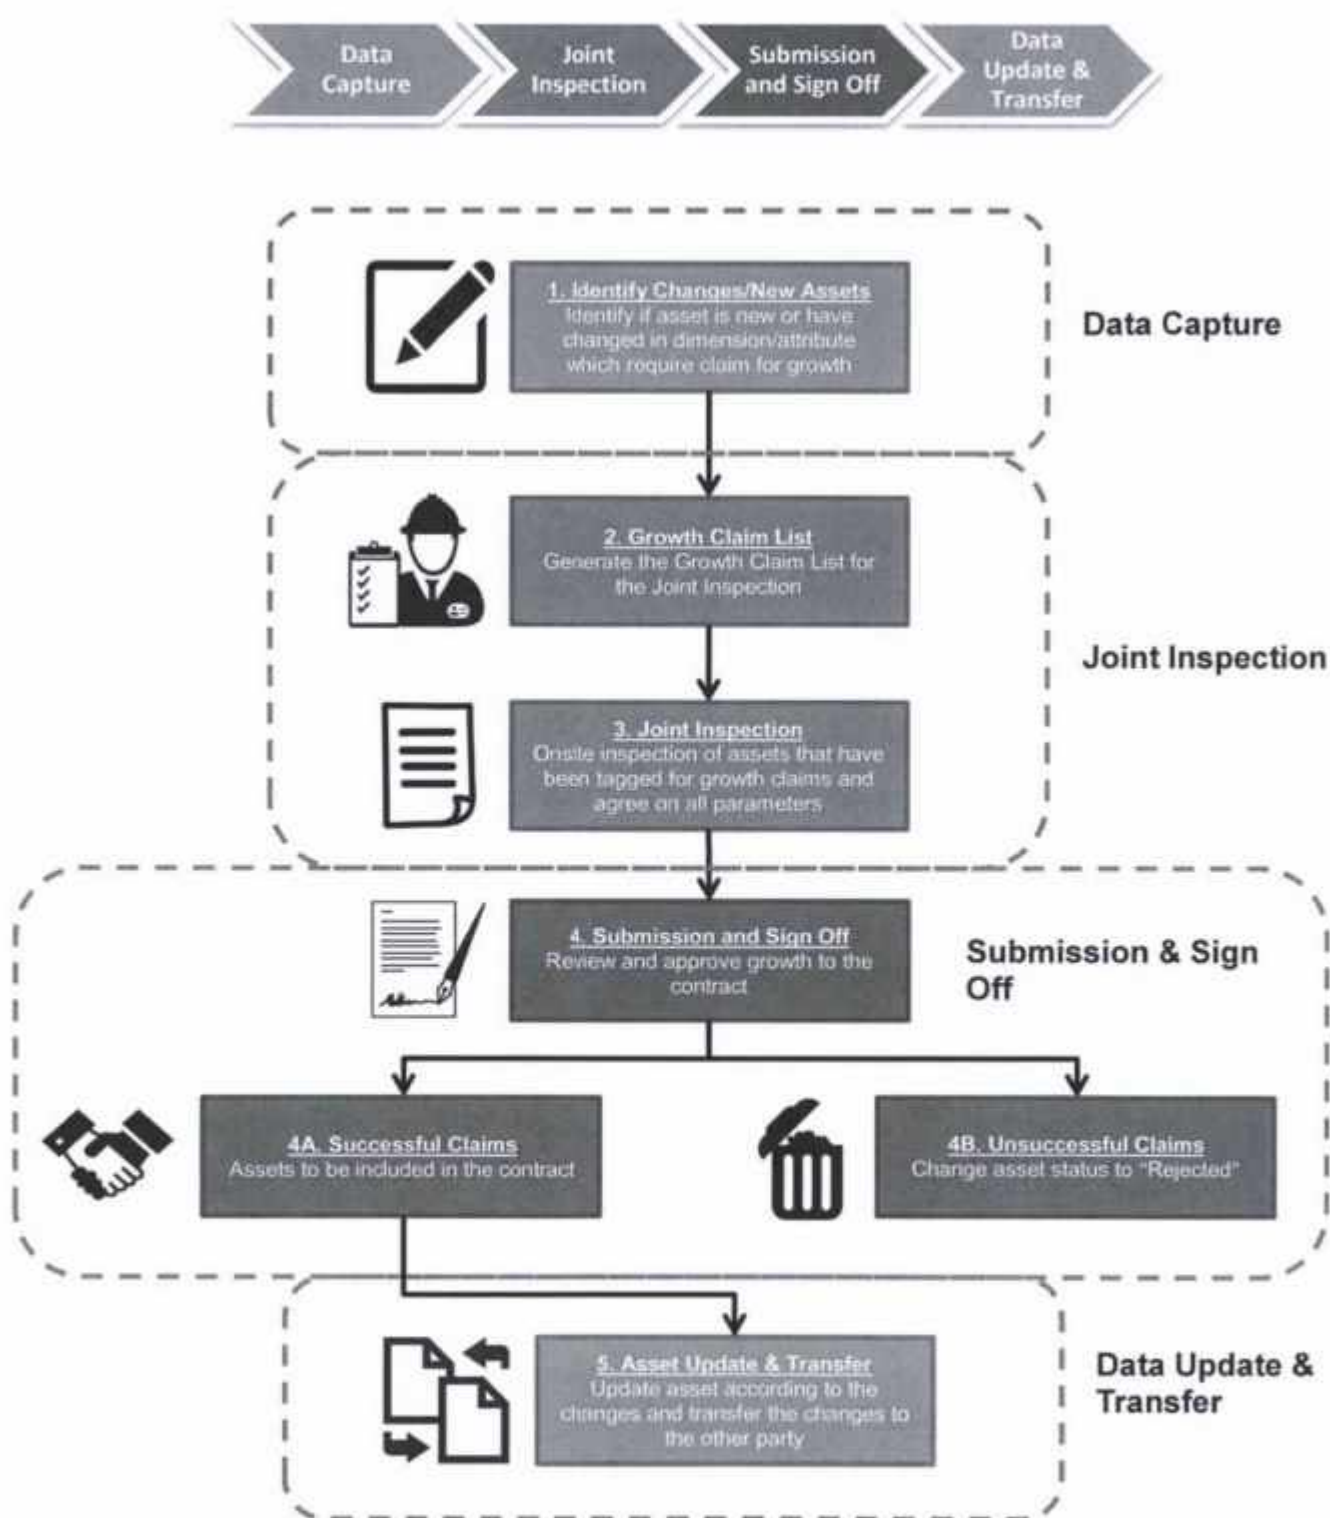 Data
Capture
Joint
Inspection
Submission
and Sign Off
Data
Update &
Transfer
1. Identify Changes/New Assets
Identify if asset is new or have
changed in dimension/attribute
which require claim for growth
Data Capture
2. Growth Claim List
Generate the Growth Claim List for
the Joint Inspection
Joint Inspection
3. Joint Inspection
Onsite inspection of assets that have
been tagged for growth claims and
agree on all parameters
4. Submission and Sign Off
Review and approve growth to the
contract
Submission & Sign
Off
4A. Successful Claims
Assets to be included in the contract
4B. Unsuccessful Claims
Change asset status to "Rejected"
5. Asset Update & Transfer
Update asset according to the
changes and transfer the changes to
the other party
Data Update &
Transfer